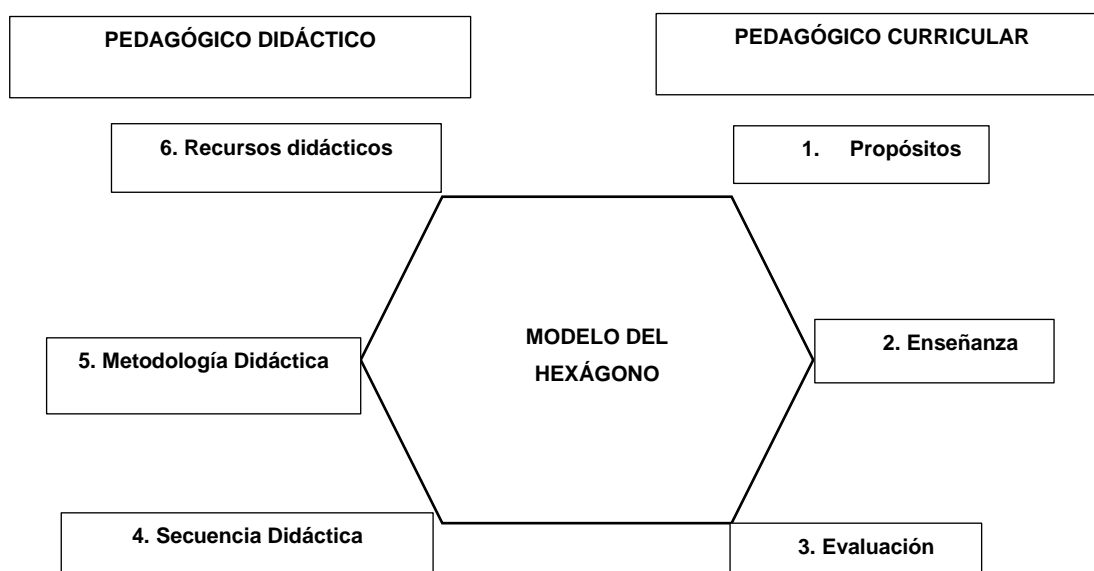 PEDAGÓGICO DIDÁCTICO
PEDAGÓGICO CURRICULAR
6. Recursos didácticos
1. Propósitos
MODELO DEL
HEXÁGONO
2. Enseñanza
5. Metodología Didáctica
4. Secuencia Didáctica
3. Evaluación